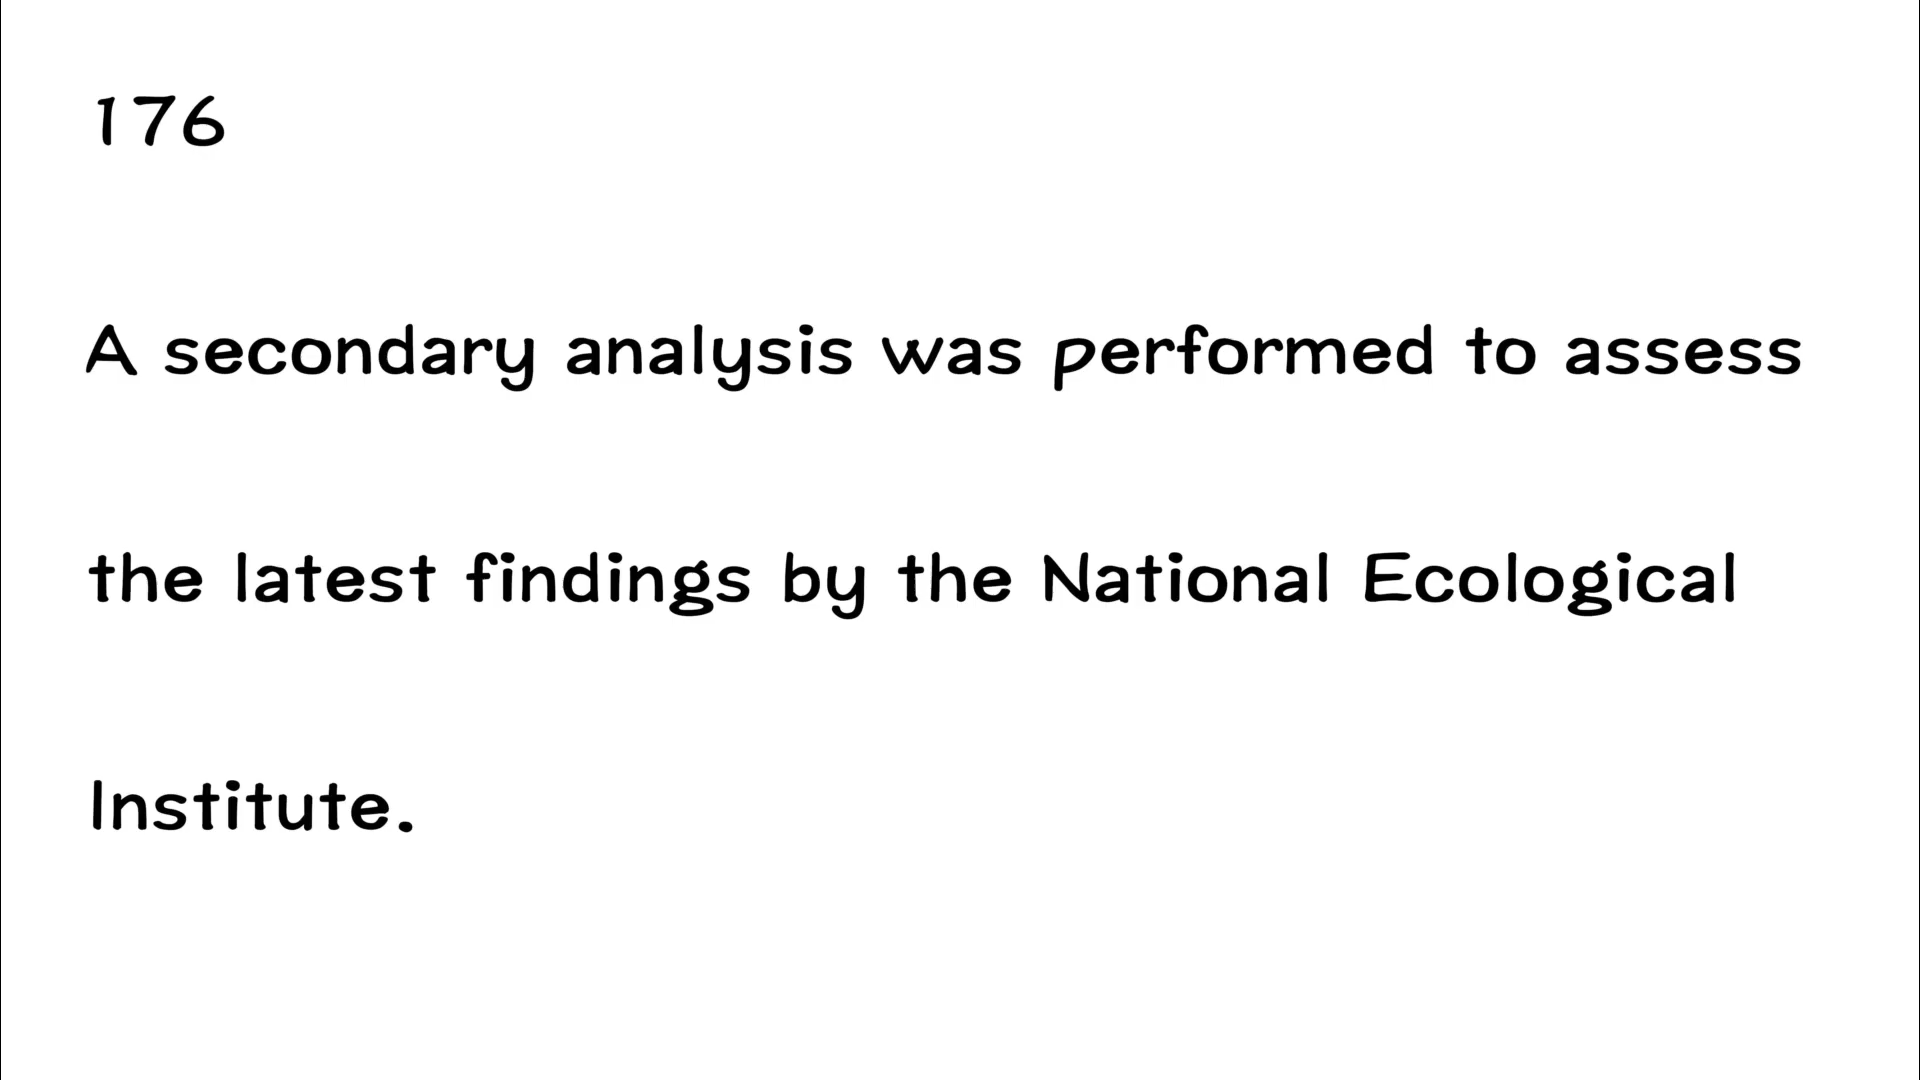 176
A secondary analysis was performed to assess
the latest findings by the National Ecological
Institute.